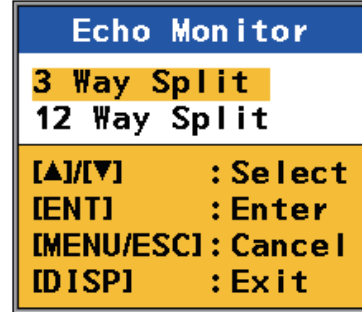 Echo Monitor
3 Way Split
12 Way Split
[▲]/[▼] : Select
[ENT] : Enter
[MENU/ESC] : Cancel
[DISP] : Exit